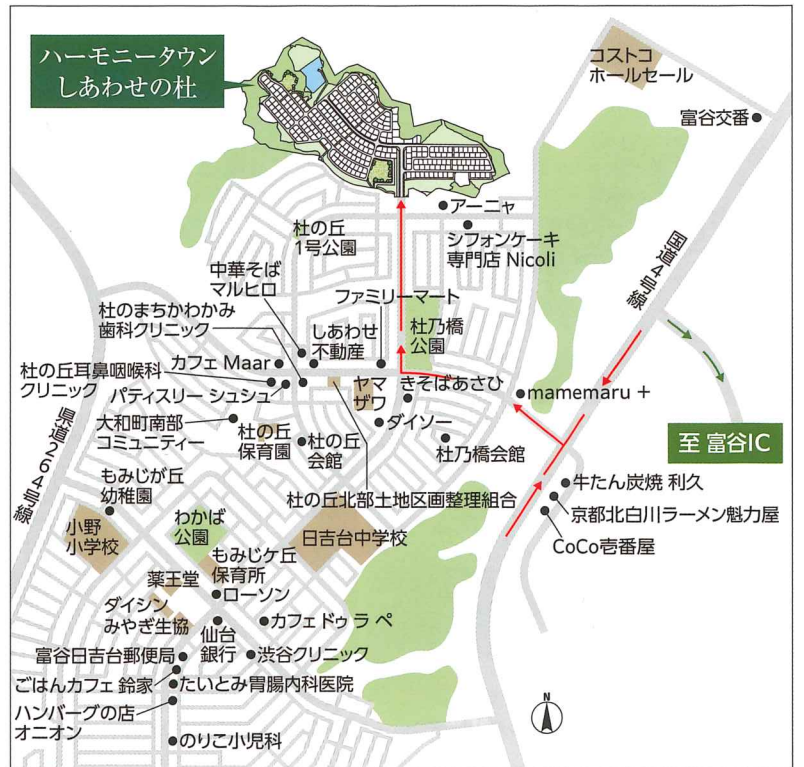 ハーモニータウン
しあわせの杜
コストコ
ホールセール
富谷交番
アーニャ
シフォンケーキ
専門店 Nicoli
国道4号線
杜の丘
1号公園
中華そば
マルヒロ
ファミリーマート
杜のまちかわかみ
歯科クリニック
しあわせ
不動産
杜乃橋
公園
カフェ Maar
杜の丘耳鼻咽喉科
クリニック
パティスリー シュシュ
ヤマ
ザワ
きそばあさひ
mamemaru +
大和町南部
コミュニティー
杜の丘
保育園
杜の丘
会館
ダイソー
杜乃橋会館
至 富谷IC
県道264号線
もみじが丘
幼稚園
杜の丘北部土地区画整理組合
牛たん炭焼 利久
京都北白川ラーメン魁力屋
CoCo壱番屋
小野
小学校
わかば
公園
日吉台中学校
もみじケ丘
保育所
薬王堂
ローソン
ダイシン
みやぎ生協
仙台
銀行
カフェドゥ ラ ペ
富谷日吉台郵便局
渋谷クリニック
ごはんカフェ 鈴家
たいとみ胃腸内科医院
ハンバーグの店
オニオン
のりこ小児科
N